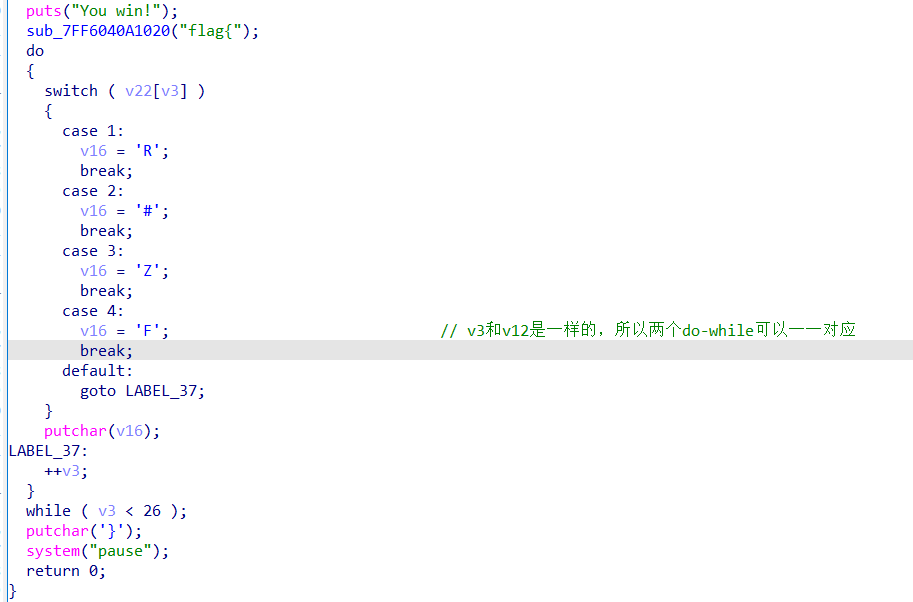 puts("You win!");
sub_7FF6040A1020("flag{");
do
{
switch ( v22[v3] )
{
case 1:
v16 = 'R';
break;
case 2:
v16 = '#';
break;
case 3:
v16 = 'Z';
break;
case 4:
v16 = 'F'; // v3和v12是一样的，所以两个do-while可以一一对应
break;
default:
goto LABEL_37;
}
putchar(v16);
LABEL_37:
++v3;
}
while ( v3 < 26 );
putchar('}');
system("pause");
return 0;
}